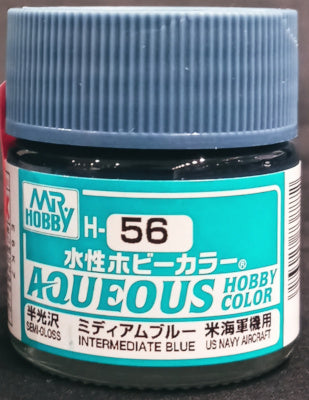 MR.
HOBBY
H-56
水性ホビーカラー®
AQUEOUS HOBBY COLOR
半光沢 ミディアムブルー 米海軍機用
SEMI-GLOSS INTERMEDIATE BLUE US NAVY AIRCRAFT